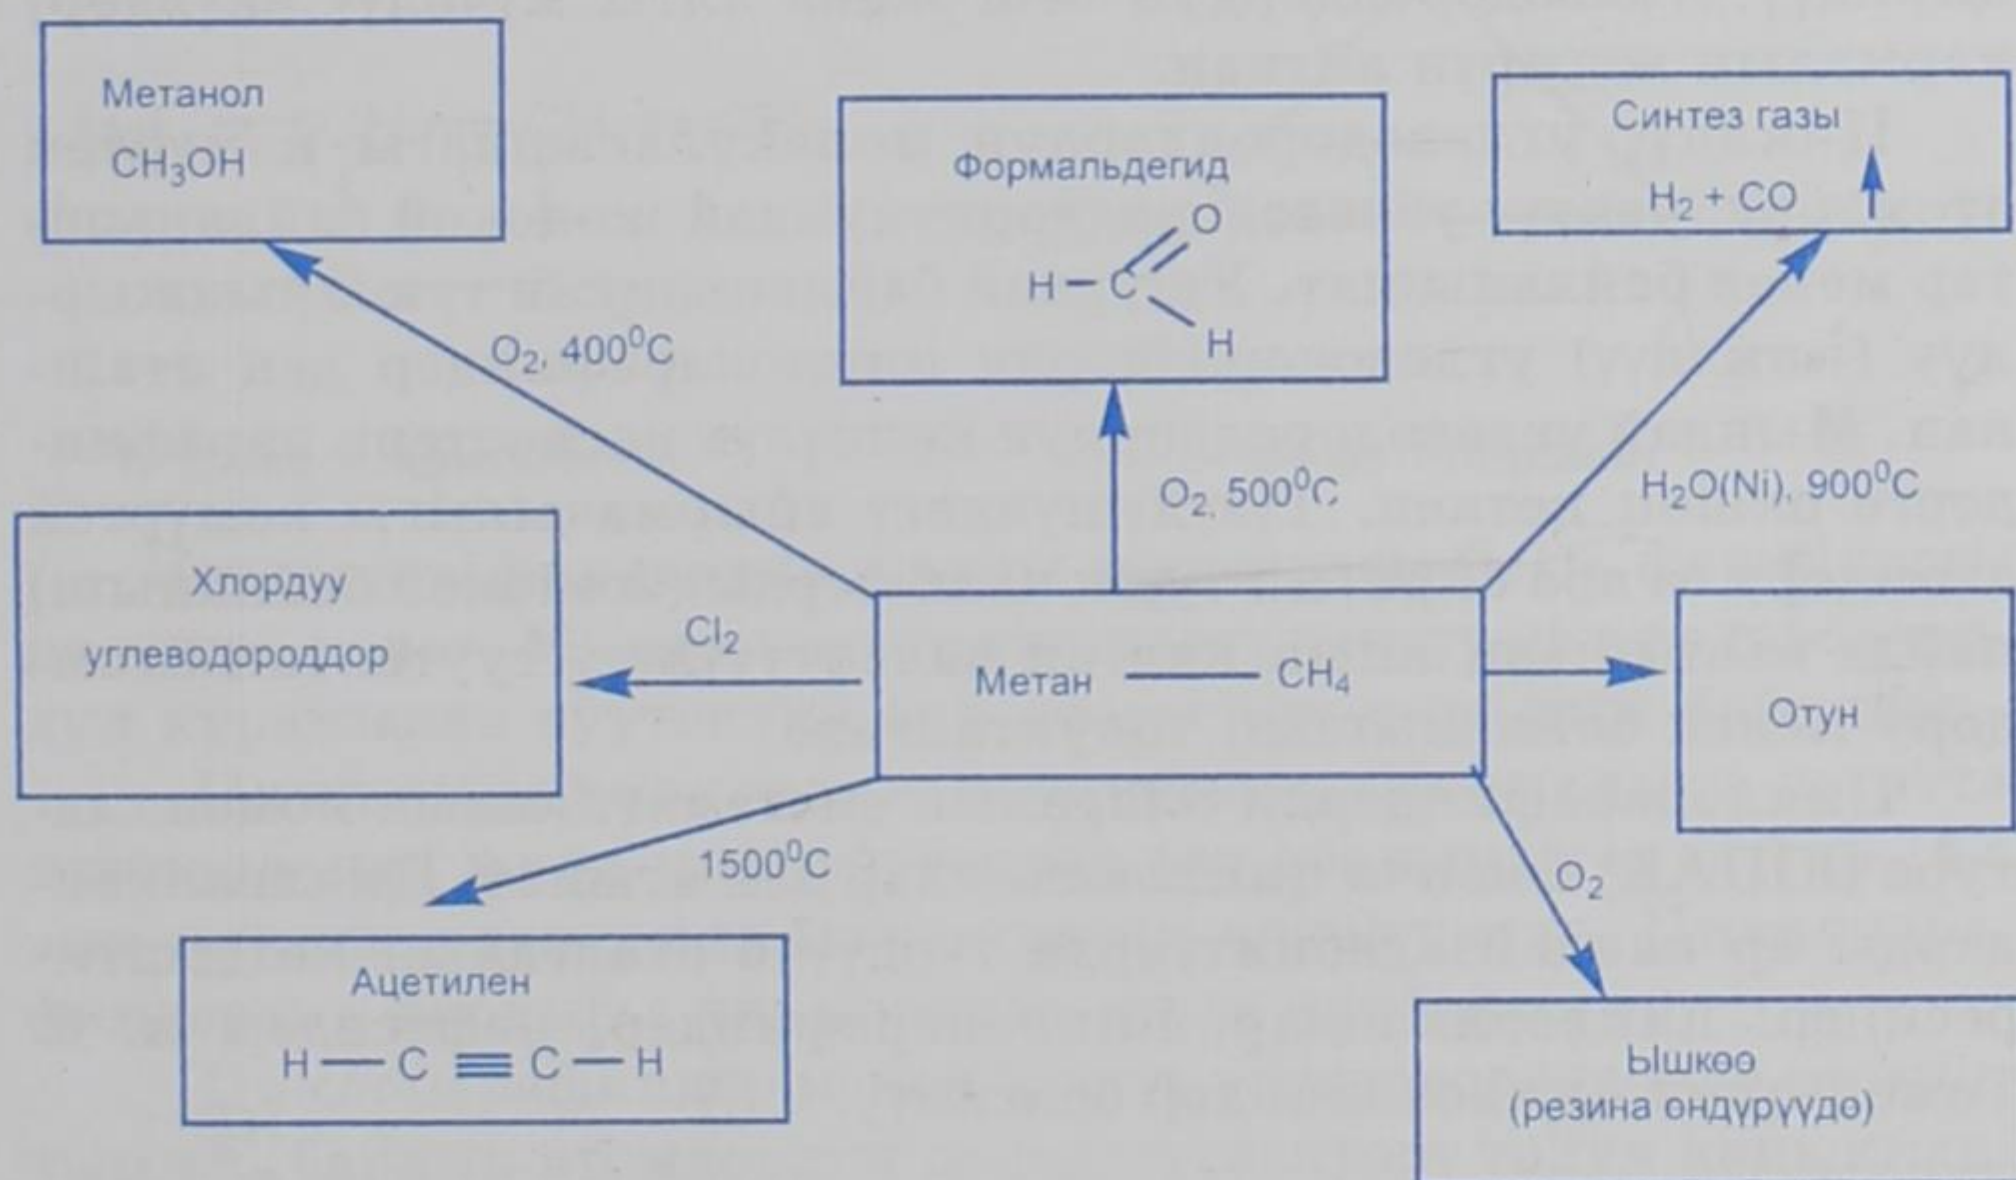 Метанол
CH₃OH
Формальдегид
O
H — C
H
Синтез газы
H₂ + CO
O₂, 400⁰C
O₂, 500⁰C
H₂O(Ni), 900⁰C
Хлордуу
углеводороддор
Cl₂
Метан — CH₄
Отун
1500⁰C
O₂
Ацетилен
H — C ≡ C — H
Ышкөө
(резина өндүрүүдө)